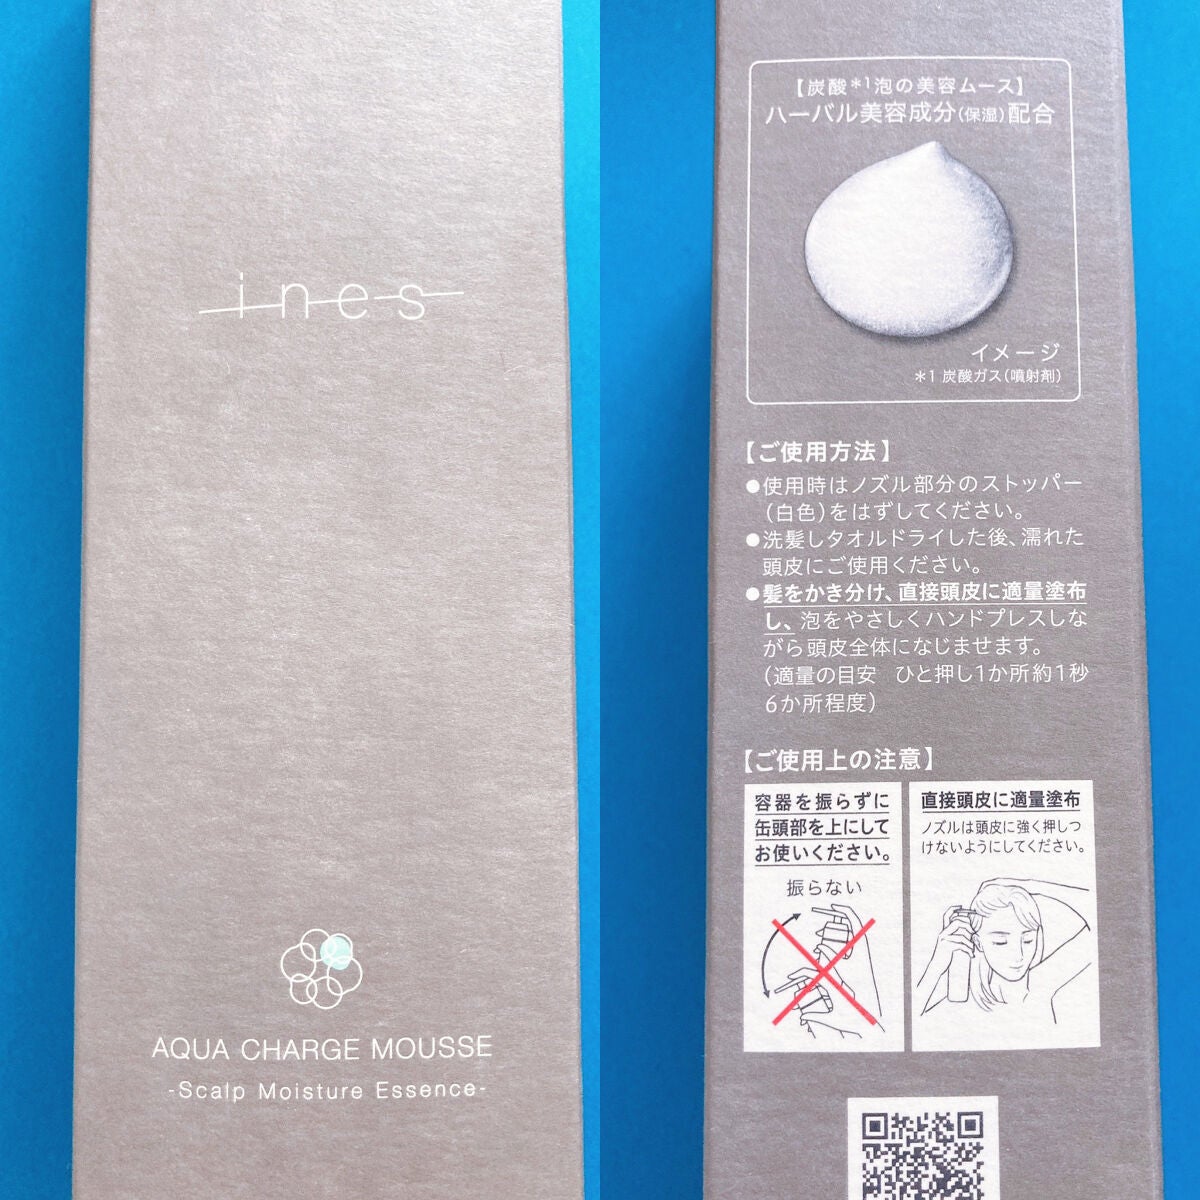 ines
AQUA CHARGE MOUSSE
-Scalp Moisture Essence-
【炭酸*1泡の美容ムース】
ハーバル美容成分(保湿)配合
イメージ
*1 炭酸ガス(噴射剤)
【ご使用方法】
●使用時はノズル部分のストッパー
(白色)をはずしてください。
●洗髪しタオルドライした後、濡れた
頭皮にご使用ください。
●髪をかき分け、直接頭皮に適量塗布
し、泡をやさしくハンドプレスしな
がら頭皮全体になじませます。
(適量の目安 ひと押し1か所約1秒
6か所程度)
【ご使用上の注意】
容器を振らずに
缶頭部を上にして
お使いください。
振らない
直接頭皮に適量塗布
ノズルは頭皮に強く押しつ
けないようにしてください。